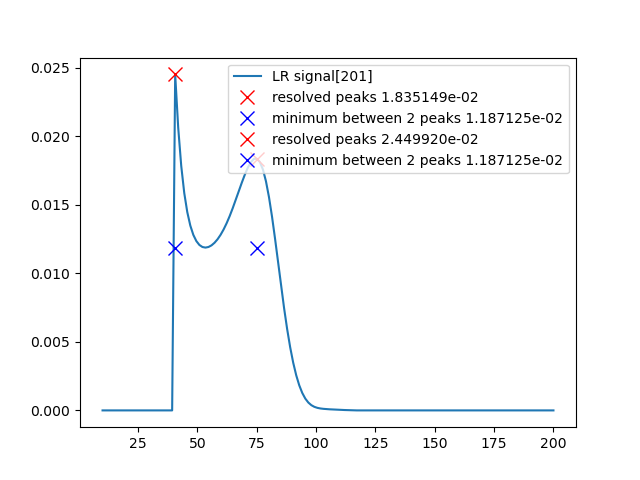 0.025
0.020
0.015
0.010
0.005
0.000
LR signal[201]
resolved peaks 1.835149e-02
minimum between 2 peaks 1.187125e-02
resolved peaks 2.449920e-02
minimum between 2 peaks 1.187125e-02
25 50 75 100 125 150 175 200